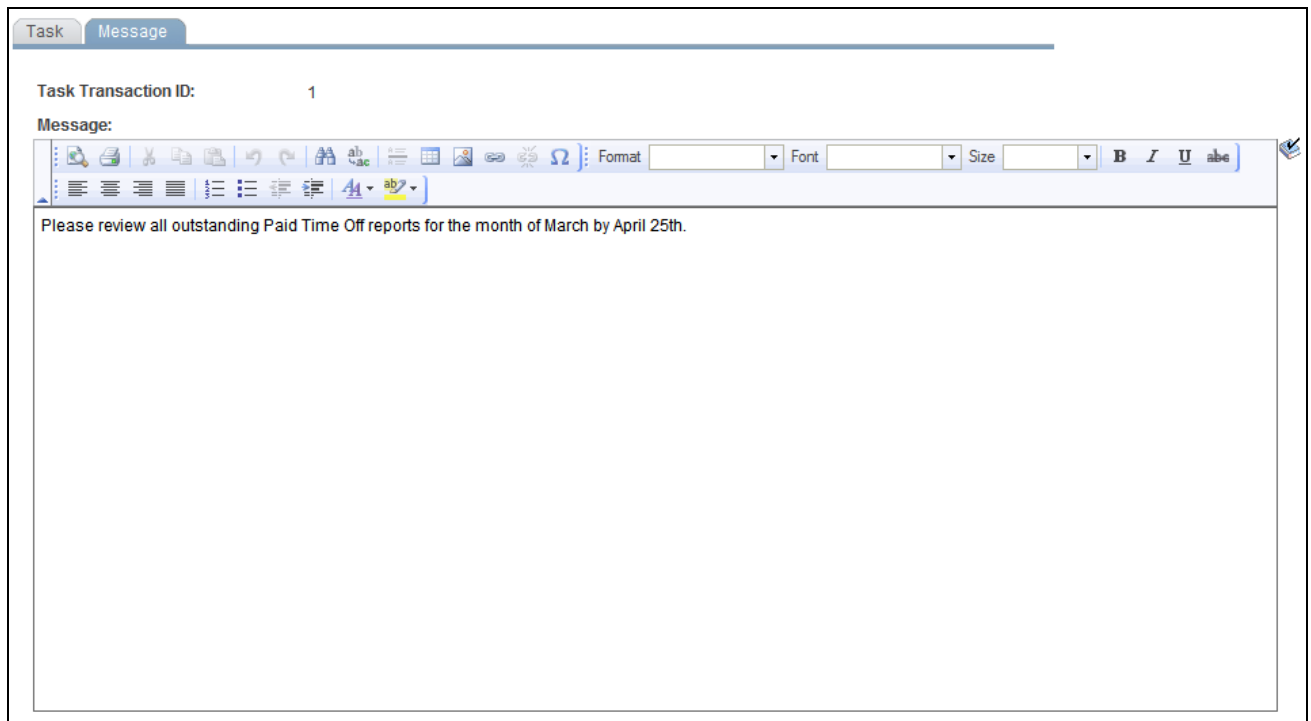 Task Message
Task Transaction ID: 1
Message:
Format Font Size B I U abc
Please review all outstanding Paid Time Off reports for the month of March by April 25th.